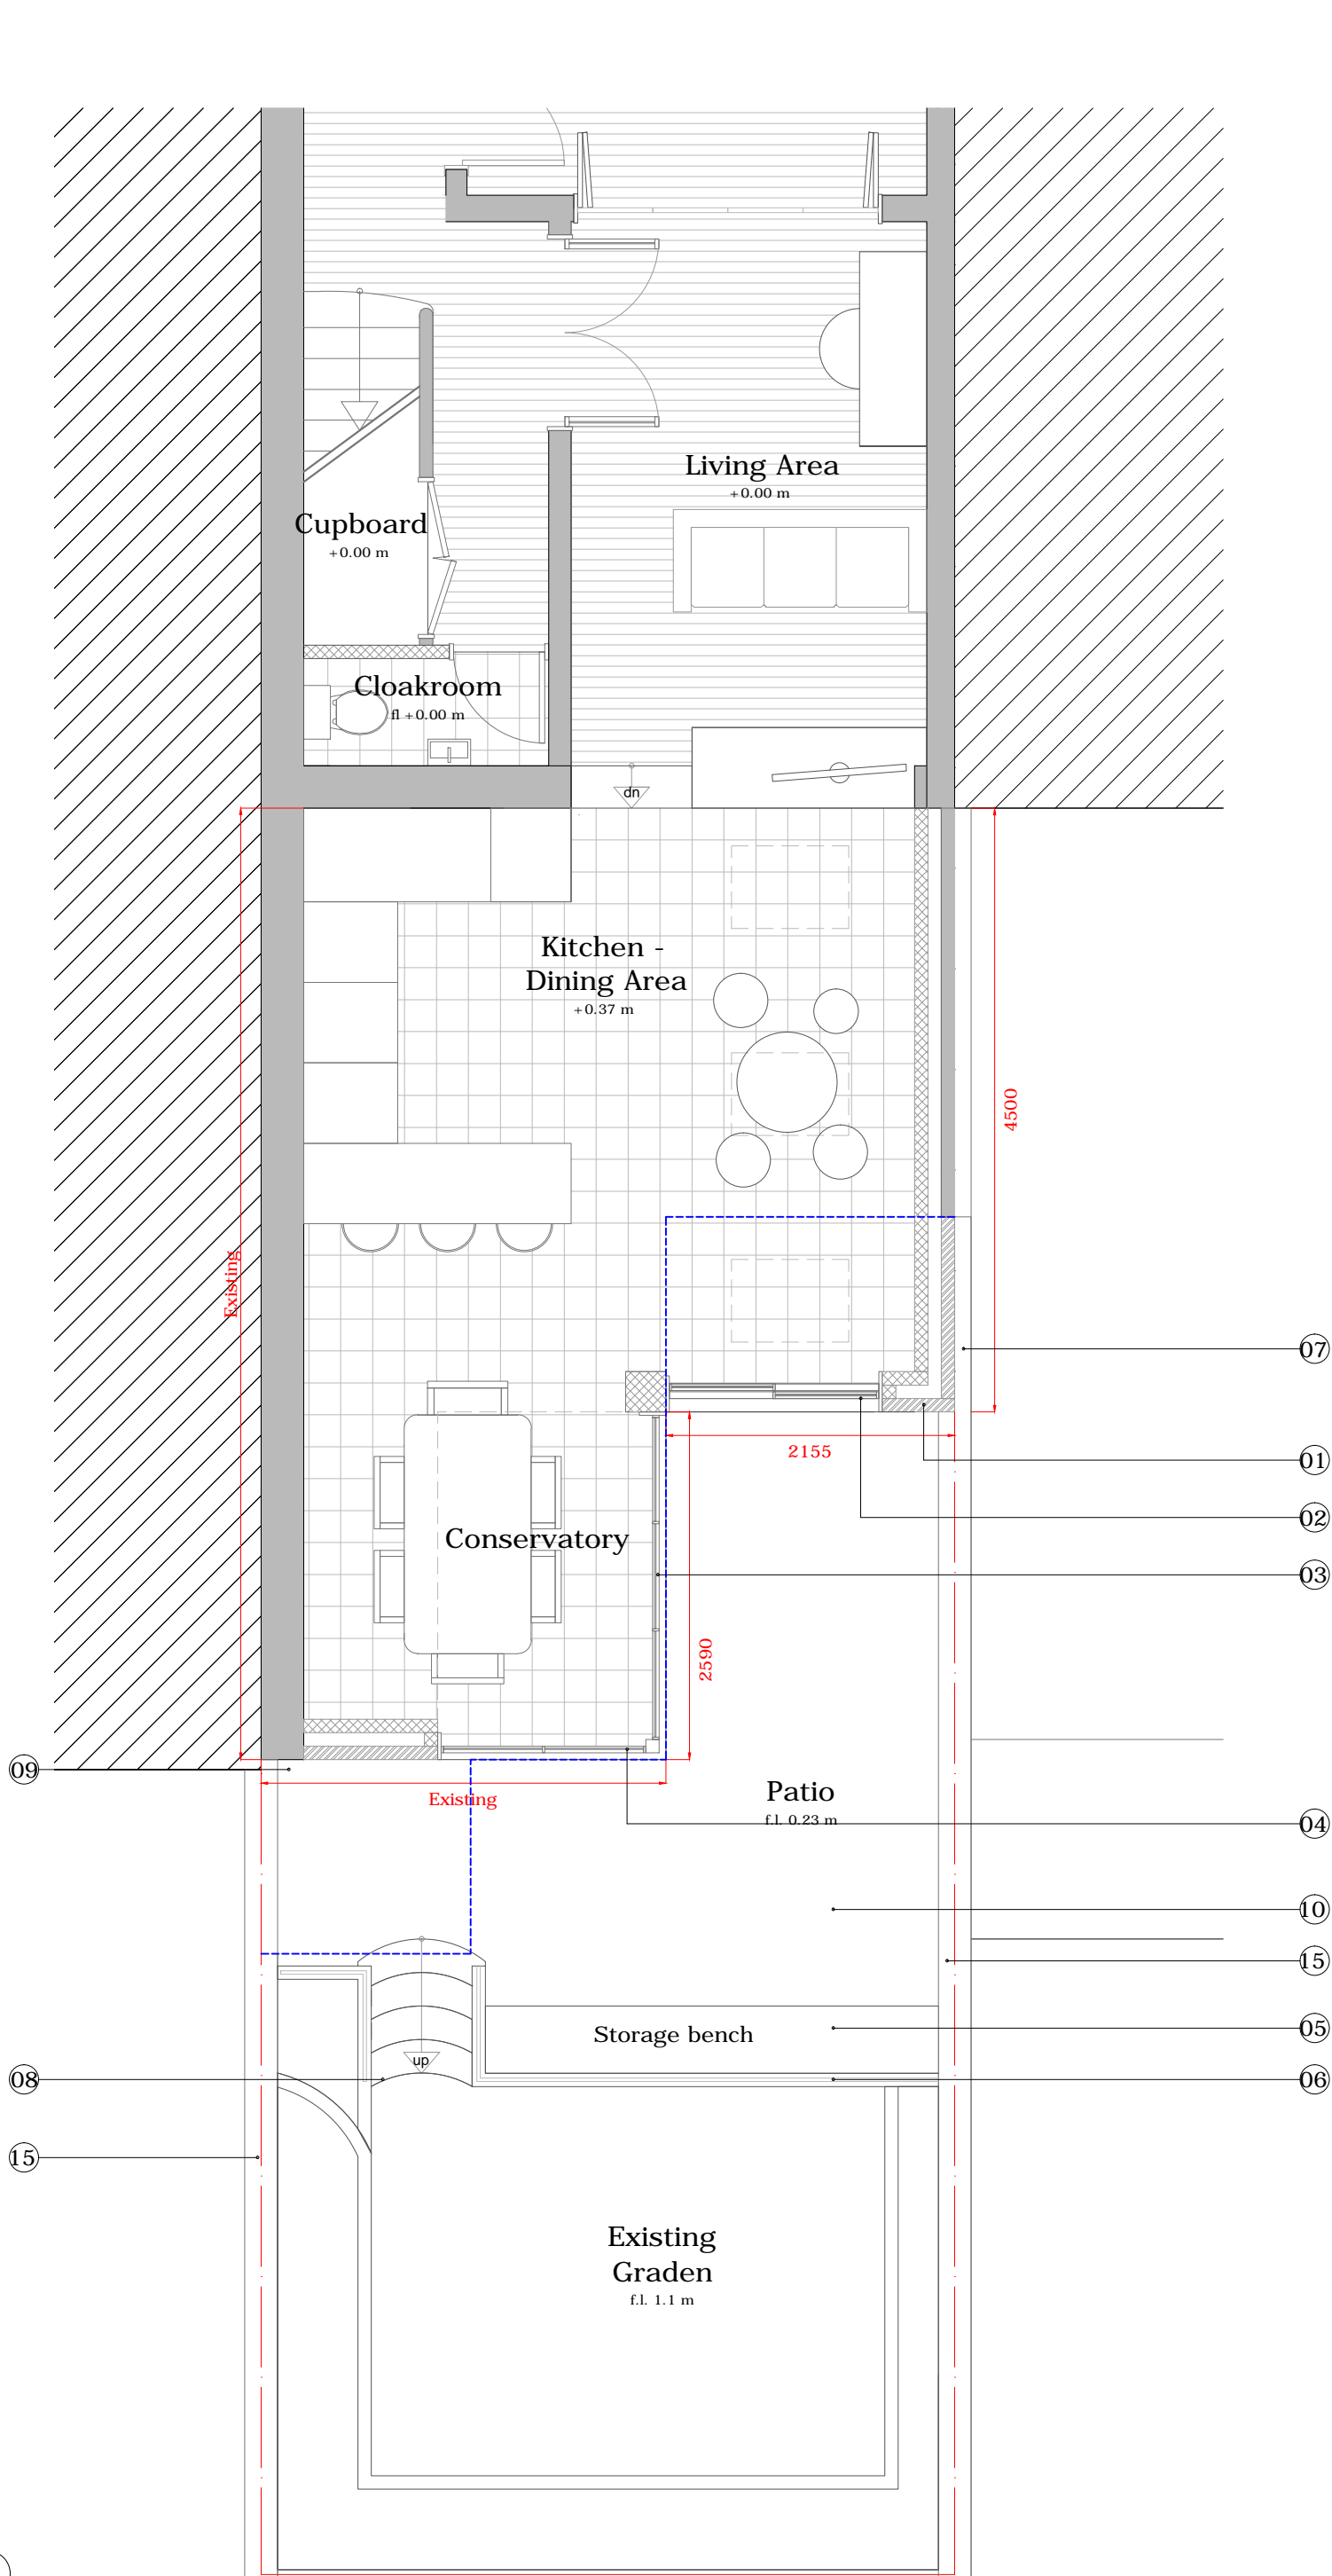 Living Area
+0.00 m
Cupboard
+0.00 m
Cloakroom
fl +0.00 m
dn
Kitchen -
Dining Area
+0.37 m
4500
Existing
07
2155
01
02
Conservatory
03
2590
09
Existing
Patio
f.l. 0.23 m
04
10
15
Storage bench
05
up
08
06
15
Existing
Graden
f.l. 1.1 m